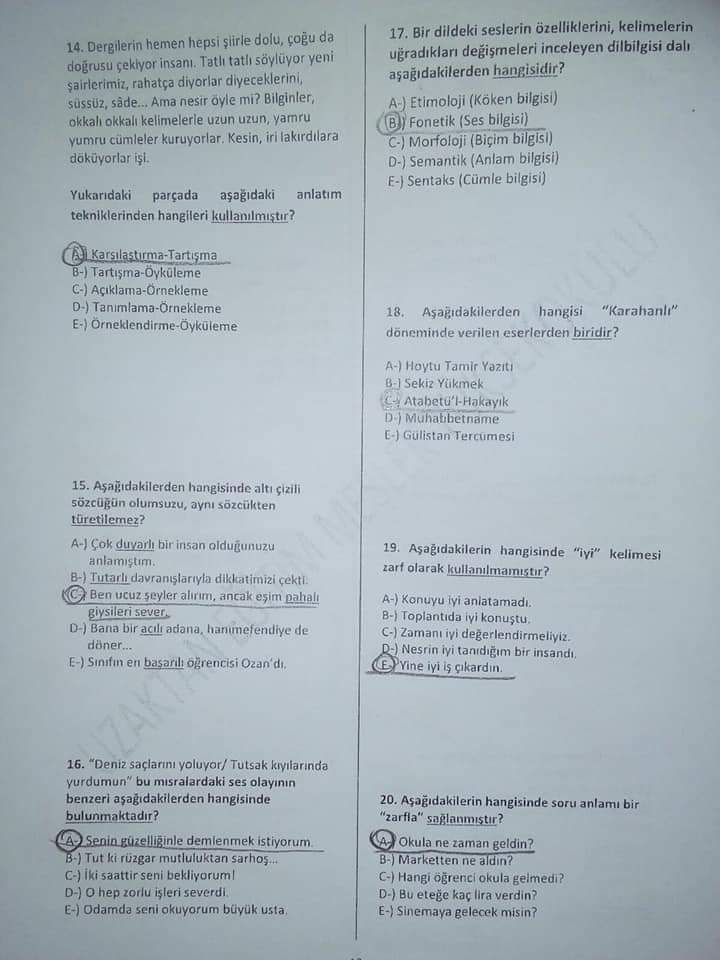 14. Dergilerin hemen hepsi şiirle dolu, çoğu da
doğrusu çekiyor insanı. Tatlı tatlı söylüyor yeni
şairlerimiz, rahatça diyorlar diyeceklerini,
süssüz, sâde... Ama nesir öyle mi? Bilginler,
okkalı okkalı kelimelerle uzun uzun, yamru
yumru cümleler kuruyorlar. Kesin, iri lakırdılara
döküyorlar işi.
Yukarıdaki parçada aşağıdaki anlatım
tekniklerinden hangileri kullanılmıştır?
A-) Karşılaştırma-Tartışma
B-) Tartışma-Öyküleme
C-) Açıklama-Örnekleme
D-) Tanımlama-Örnekleme
E-) Örneklendirme-Öyküleme
15. Aşağıdakilerden hangisinde altı çizili
sözcüğün olumsuzu, aynı sözcükten
türetilemez?
A-) Çok duyarlı bir insan olduğunuzu
anlamıştım.
B-) Tutarlı davranışlarıyla dikkatimizi çekti.
C-) Ben ucuz şeyler alırım, ancak eşim pahalı
giysileri sever.
D-) Bana bir acılı adana, hanımefendiye de
döner...
E-) Sınıfın en başarılı öğrencisi Ozan'dı.
16. "Deniz saçlarını yoluyor/ Tutsak kıyılarında
yurdumun" bu mısralardaki ses olayının
benzeri aşağıdakilerden hangisinde
bulunmaktadır?
A-) Senin güzelliğinle demlenmek istiyorum.
B-) Tut ki rüzgar mutluluktan sarhoş...
C-) İki saattir seni bekliyorum!
D-) O hep zorlu işleri severdi.
E-) Odamda seni okuyorum büyük usta.
17. Bir dildeki seslerin özelliklerini, kelimelerin
uğradıkları değişmeleri inceleyen dilbilgisi dalı
aşağıdakilerden hangisidir?
A-) Etimoloji (Köken bilgisi)
B-) Fonetik (Ses bilgisi)
C-) Morfoloji (Biçim bilgisi)
D-) Semantik (Anlam bilgisi)
E-) Sentaks (Cümle bilgisi)
18. Aşağıdakilerden hangisi "Karahanlı"
döneminde verilen eserlerden biridir?
A-) Hoytu Tamir Yazıtı
B-) Sekiz Yükmek
C-) Atabetü'l-Hakayık
D-) Muhabbetname
E-) Gülistan Tercümesi
19. Aşağıdakilerin hangisinde "iyi" kelimesi
zarf olarak kullanılmamıştır?
A-) Konuyu iyi anlatamadı.
B-) Toplantıda iyi konuştu.
C-) Zamanı iyi değerlendirmeliyiz.
D-) Nesrin iyi tanıdığım bir insandı.
E-) Yine iyi iş çıkardın.
20. Aşağıdakilerin hangisinde soru anlamı bir
"zarfla" sağlanmıştır?
A-) Okula ne zaman geldin?
B-) Marketten ne aldın?
C-) Hangi öğrenci okula gelmedi?
D-) Bu eteğe kaç lira verdin?
E-) Sinemaya gelecek misin?